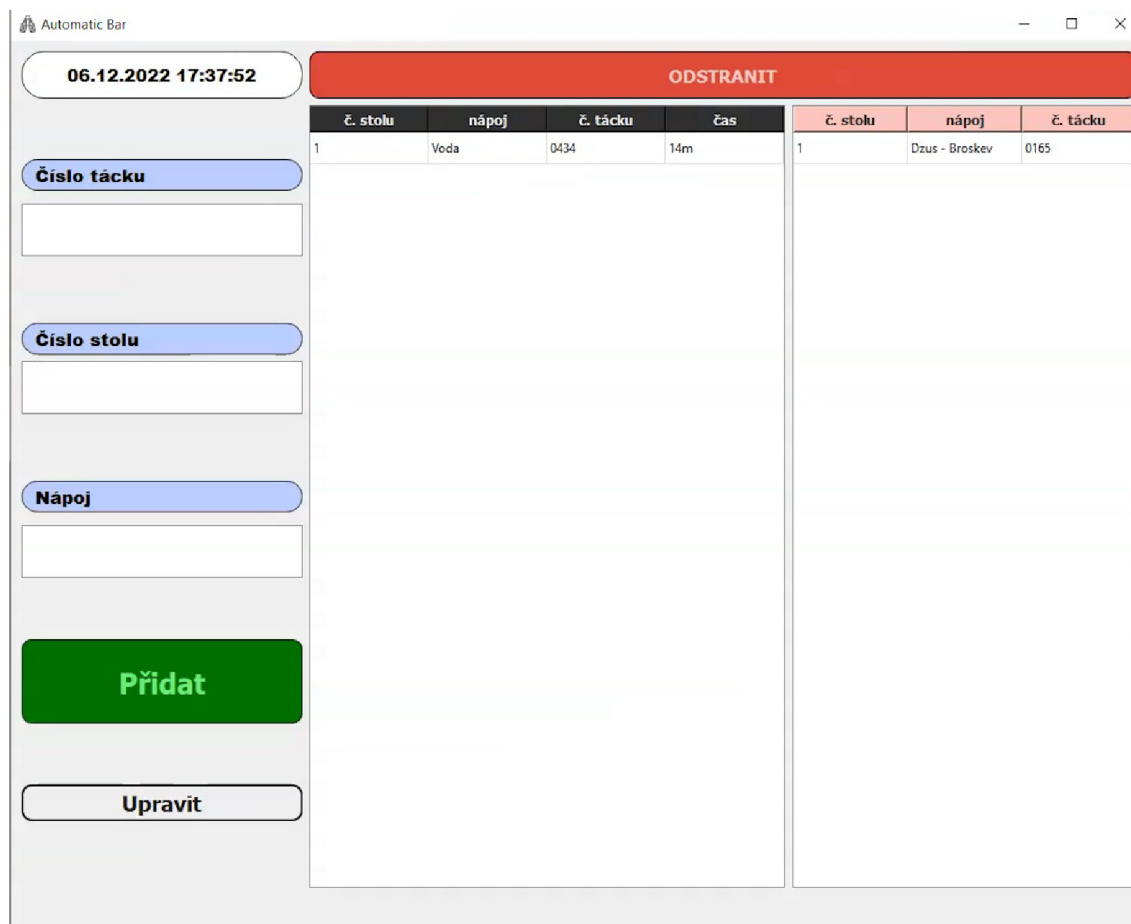 Automatic Bar
06.12.2022 17:37:52
ODSTRANIT
č. stolu nápoj č. tácku čas
1 Voda 0434 14m
č. stolu nápoj č. tácku
1 Dzus - Broskev 0165
Číslo tácku
Číslo stolu
Nápoj
Přidat
Upravit